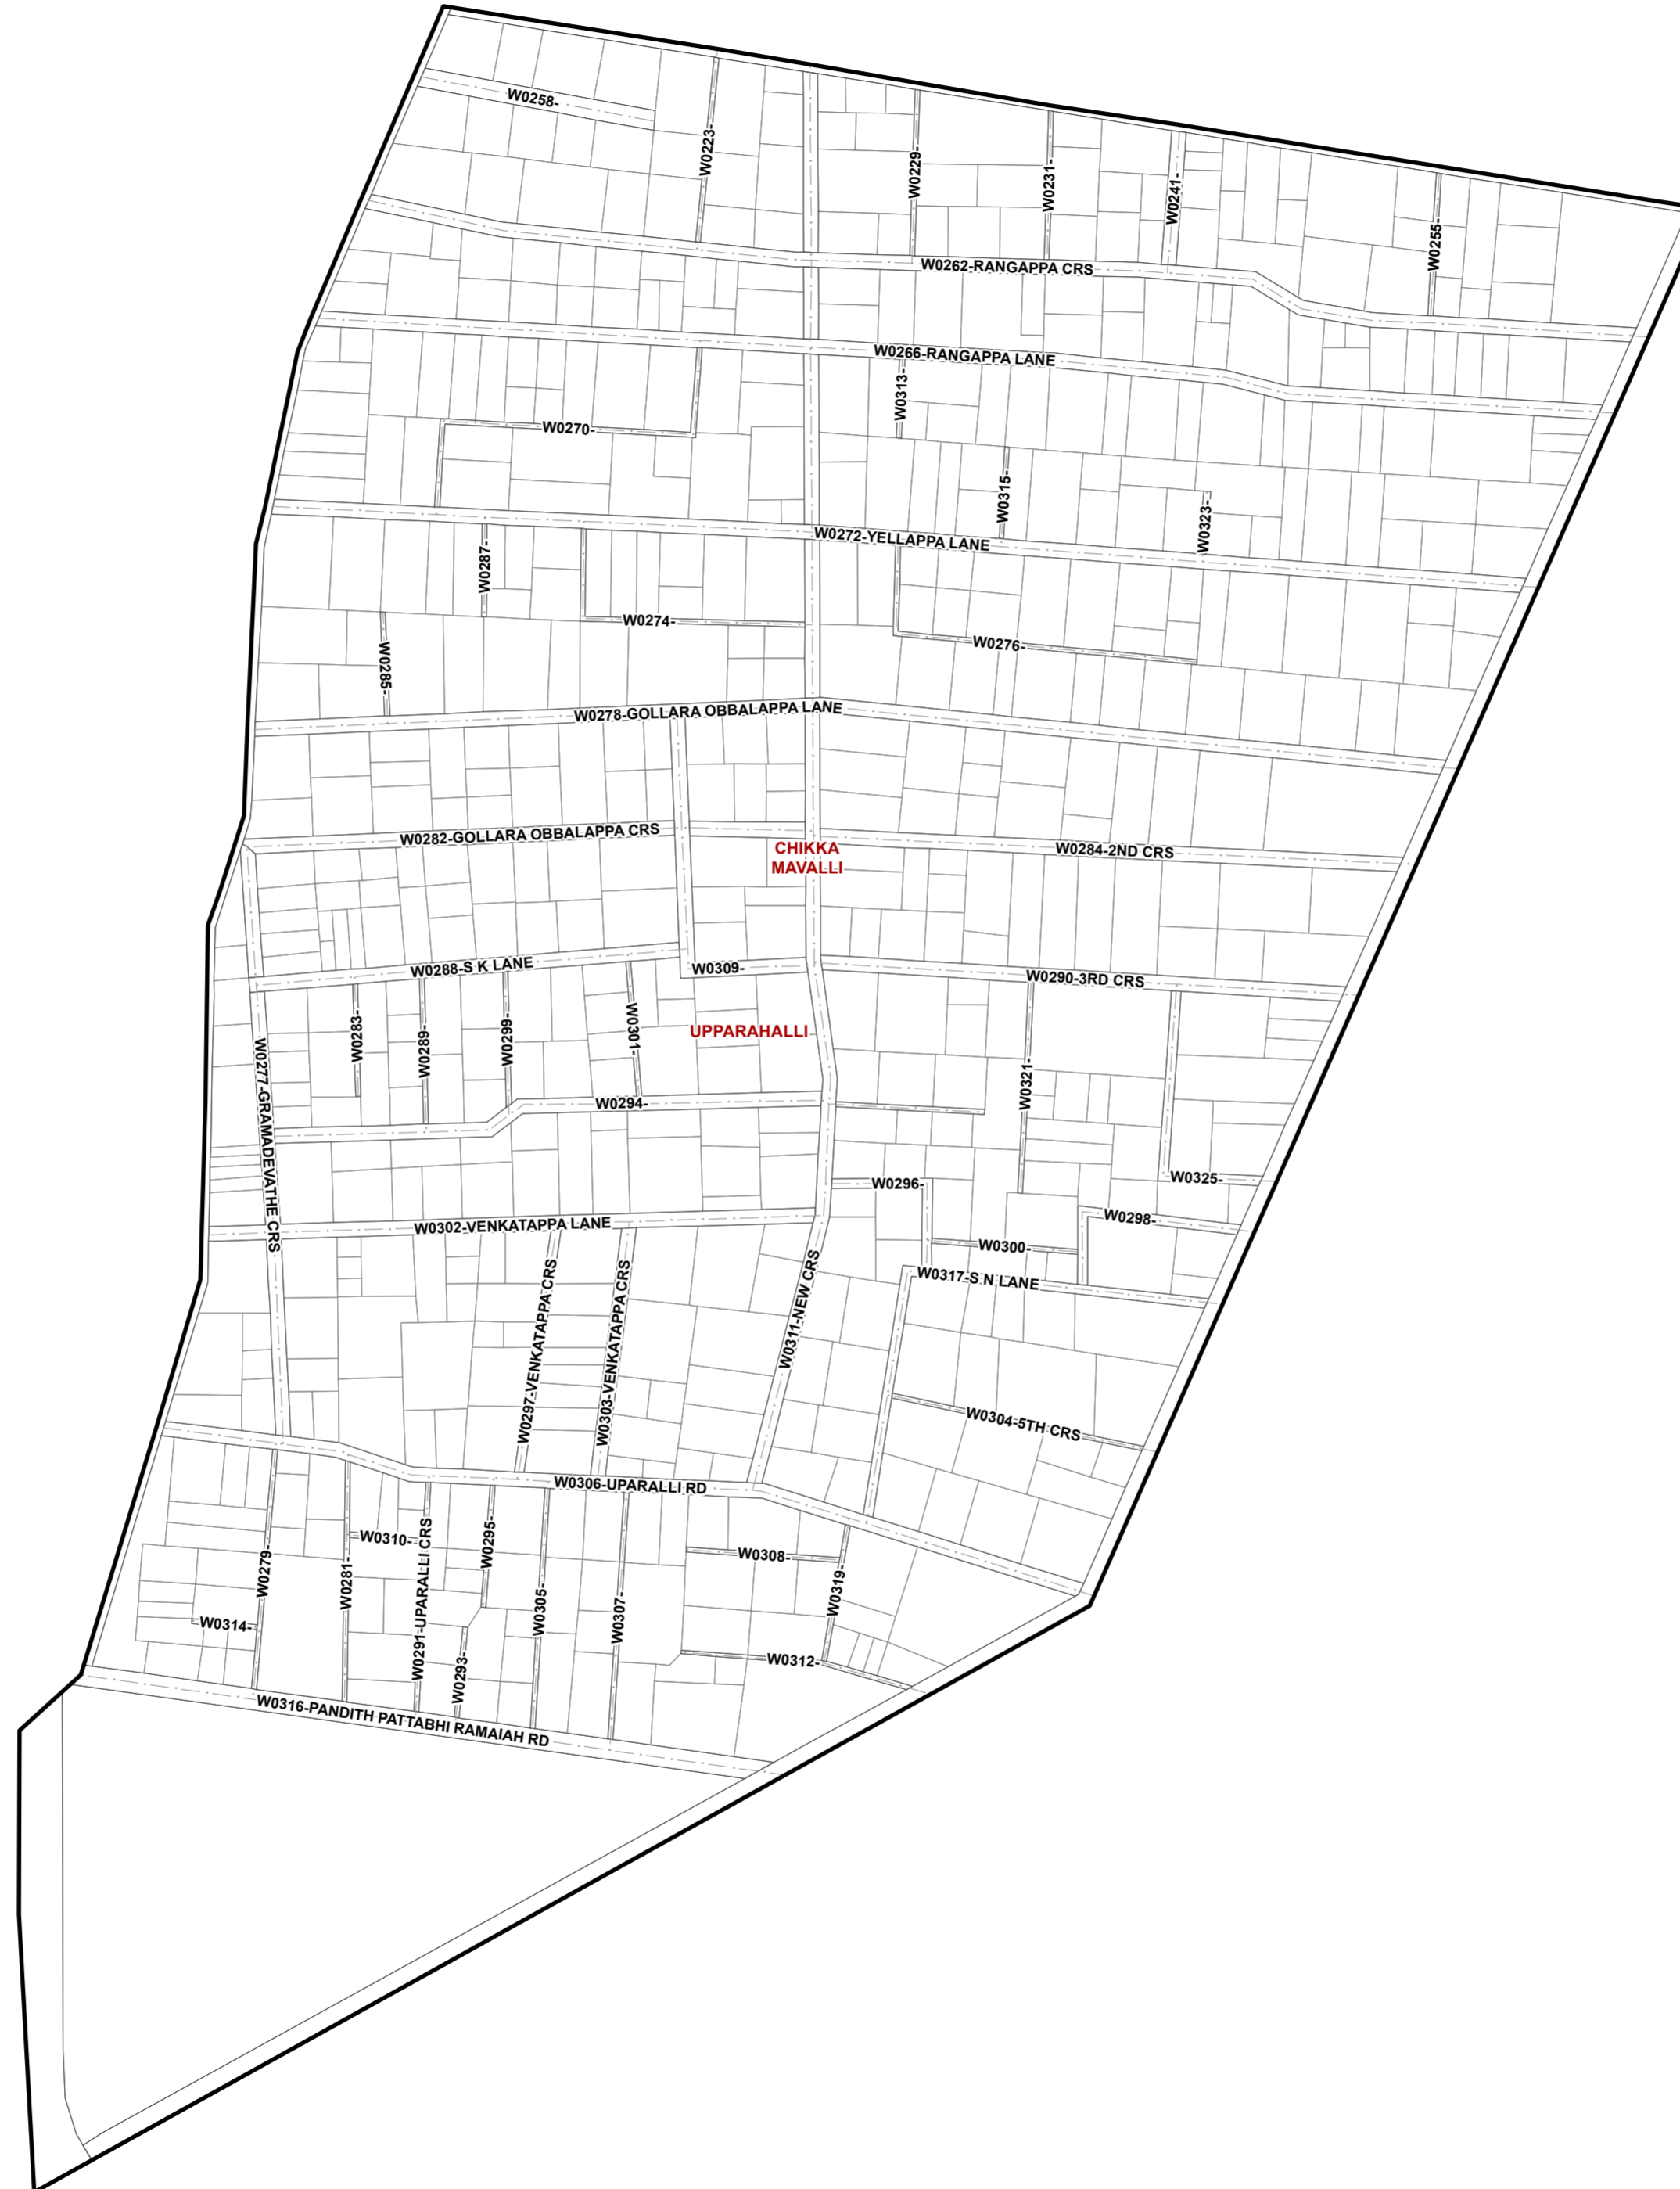 W0258-
W0223-
W0229-
W0231-
W0241-
W0255-
W0262-RANGAPPA CRS
W0266-RANGAPPA LANE
W0313-
W0270-
W0315-
W0323-
W0272-YELLAPPA LANE
W0287-
W0274-
W0276-
W0285-
W0278-GOLLARA OBBALAPPA LANE
W0282-GOLLARA OBBALAPPA CRS
CHIKKA
MAVALLI
W0284-2ND CRS
W0288-S K LANE
W0309-
W0290-3RD CRS
UPPARAHALLI
W0283-
W0289-
W0299-
W0301-
W0277-GRAMADEVATHE CRS
W0321-
W0294-
W0296-
W0325-
W0298-
W0302-VENKATAPPA LANE
W0300-
W0317-S N LANE
W0297-VENKATAPPA CRS
W0303-VENKATAPPA CRS
W0311-NEW CRS
W0304-5TH CRS
W0306-UPARALLI RD
W0310-
W0295-
W0308-
W0279-
W0281-
W0291-UPARALLI CRS
W0305-
W0307-
W0319-
W0314-
W0293-
W0312-
W0316-PANDITH PATTABHI RAMAIAH RD